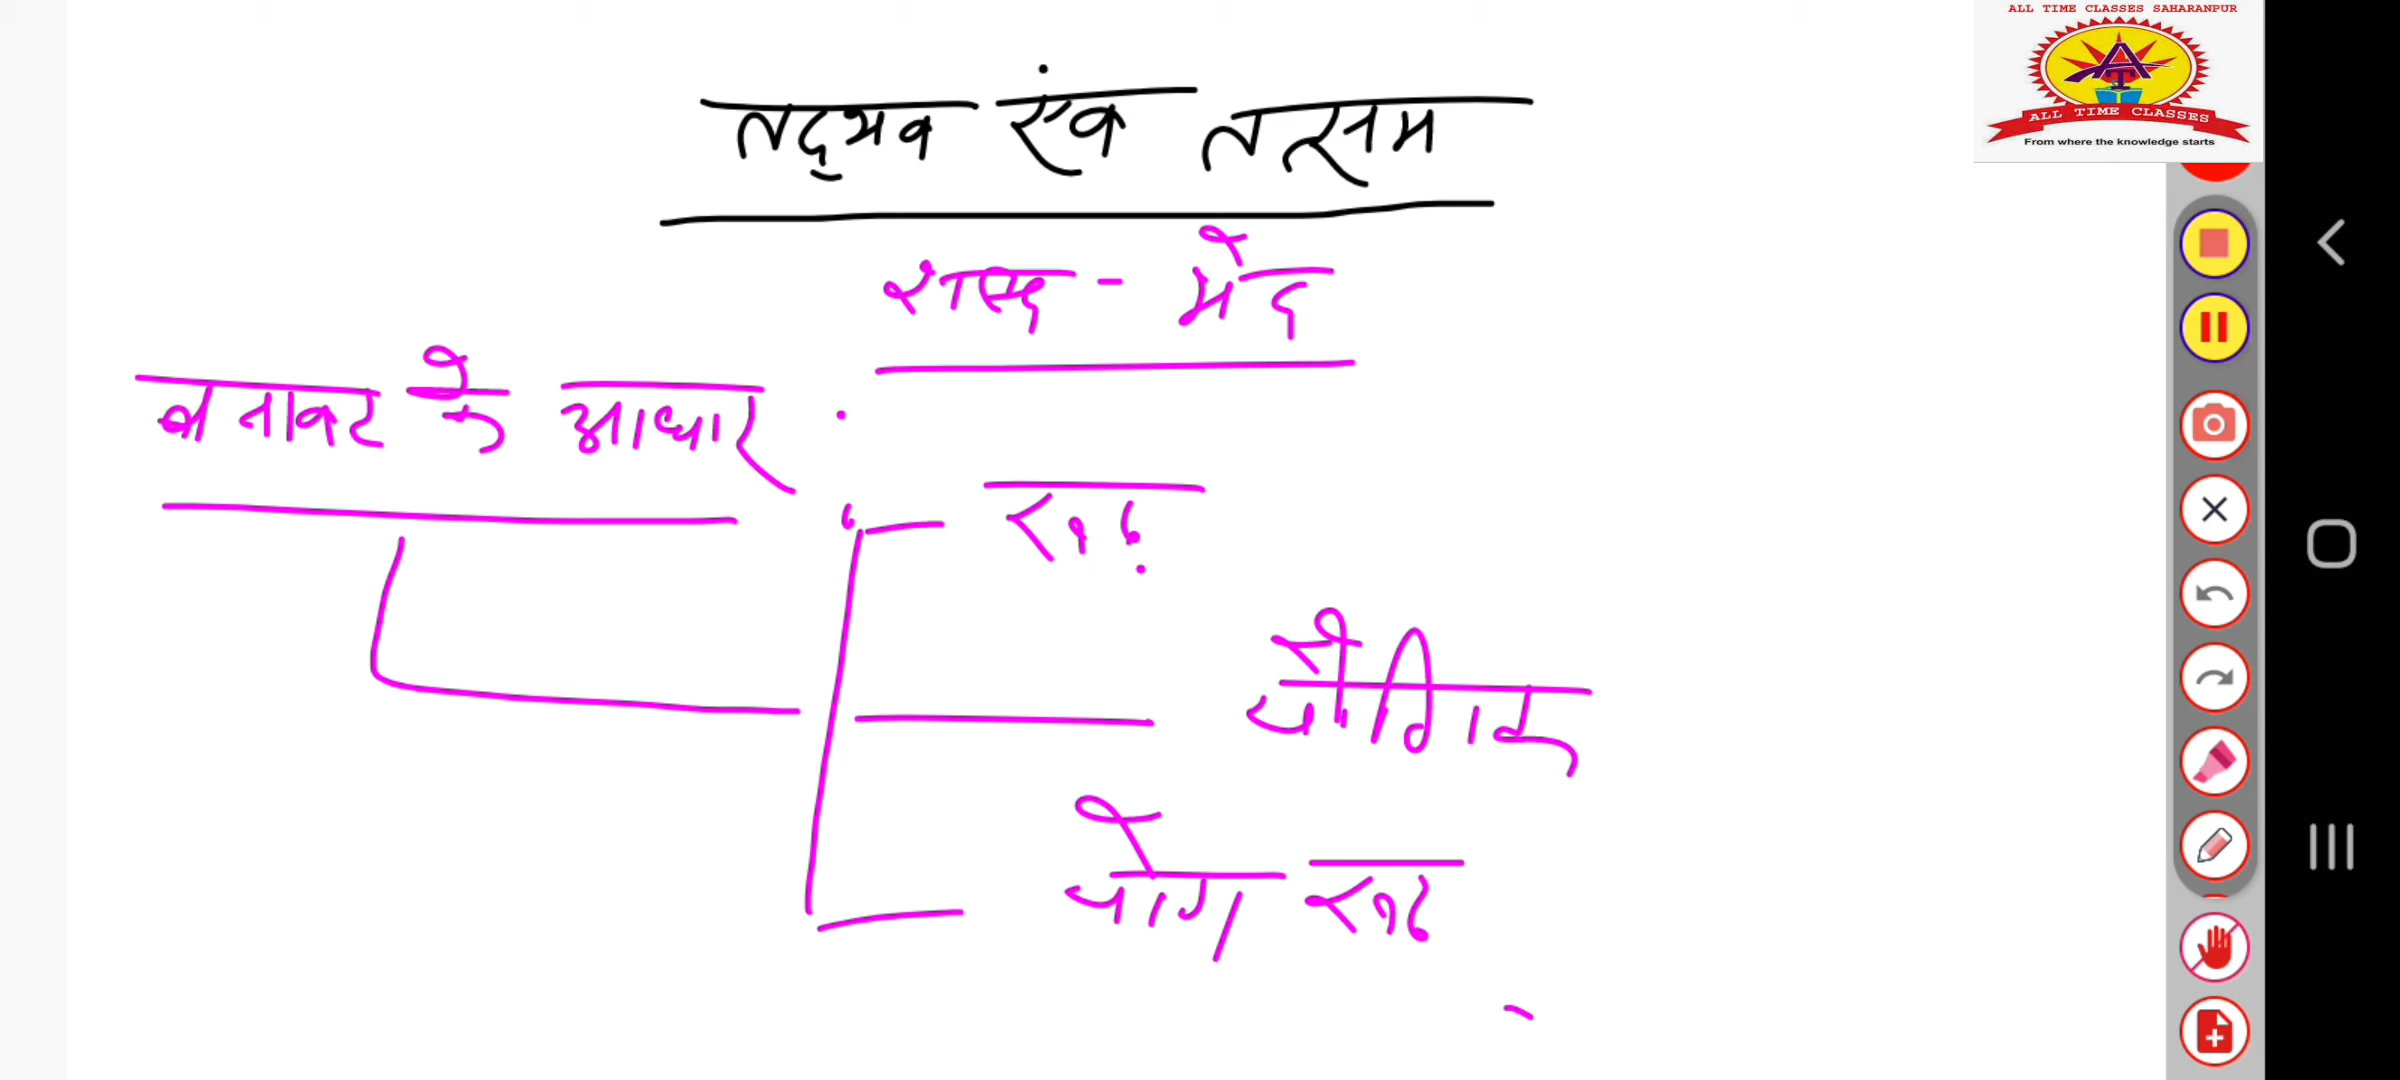 ALL TIME CLASSES SAHARANPUR
तद्भव एंव तत्सम
ALL TIME CLASSES
From where the knowledge starts
शब्द - भेद
बनावट के आधार
रूढ़
यौगिक
योग रूढ